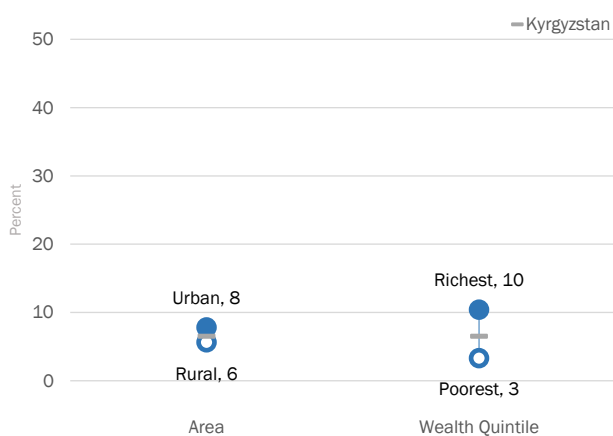 Kyrgyzstan
50
40
30
20
10
0
Percent
Urban, 8
Rural, 6
Richest, 10
Poorest, 3
Area
Wealth Quintile